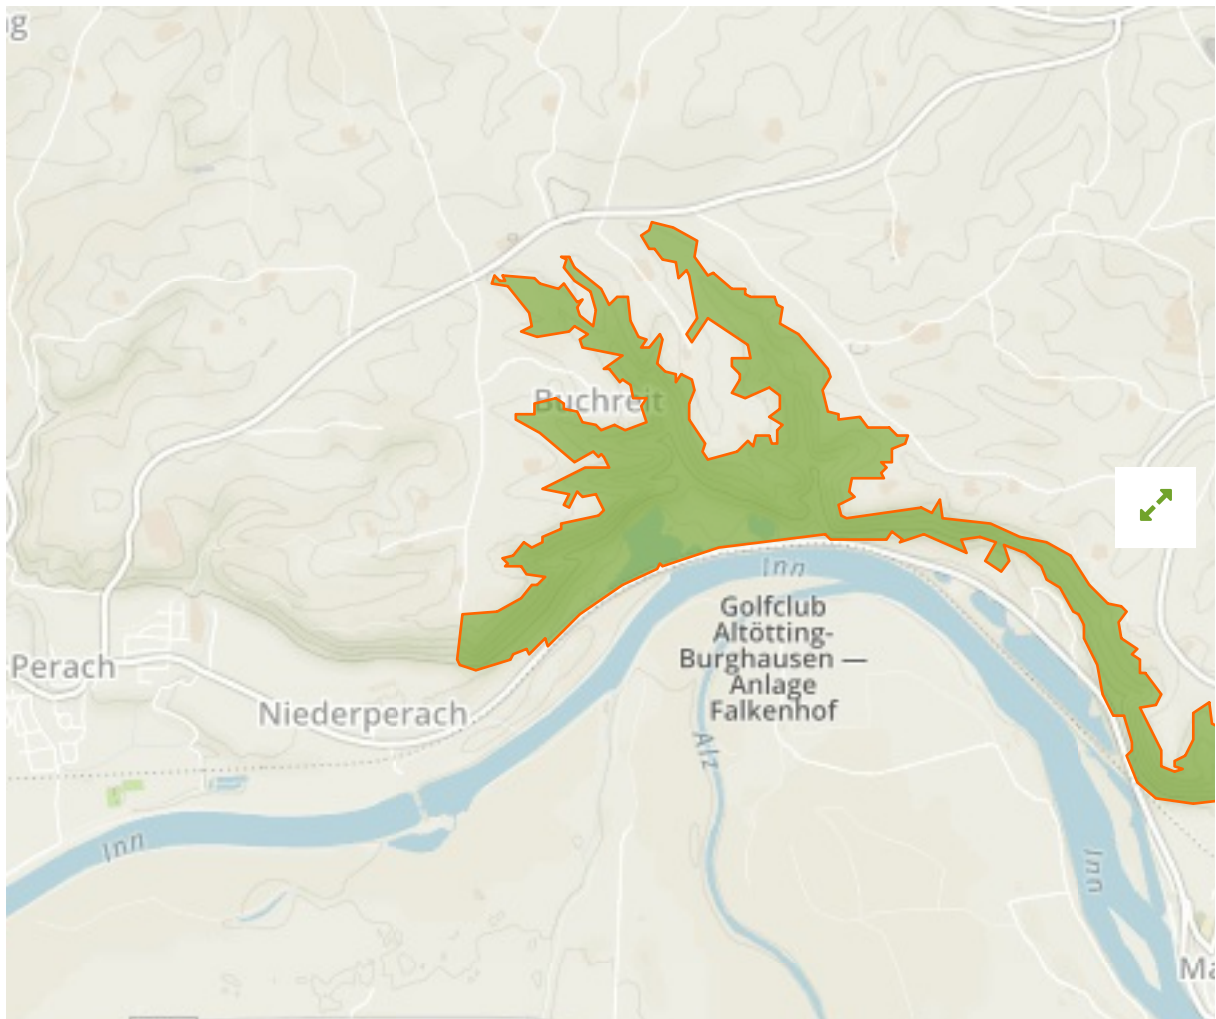 Buchreit
Inn
Golfclub
Altötting-
Burghausen —
Anlage
Falkenhof
Perach
Niederperach
Alz
Inn
Inn